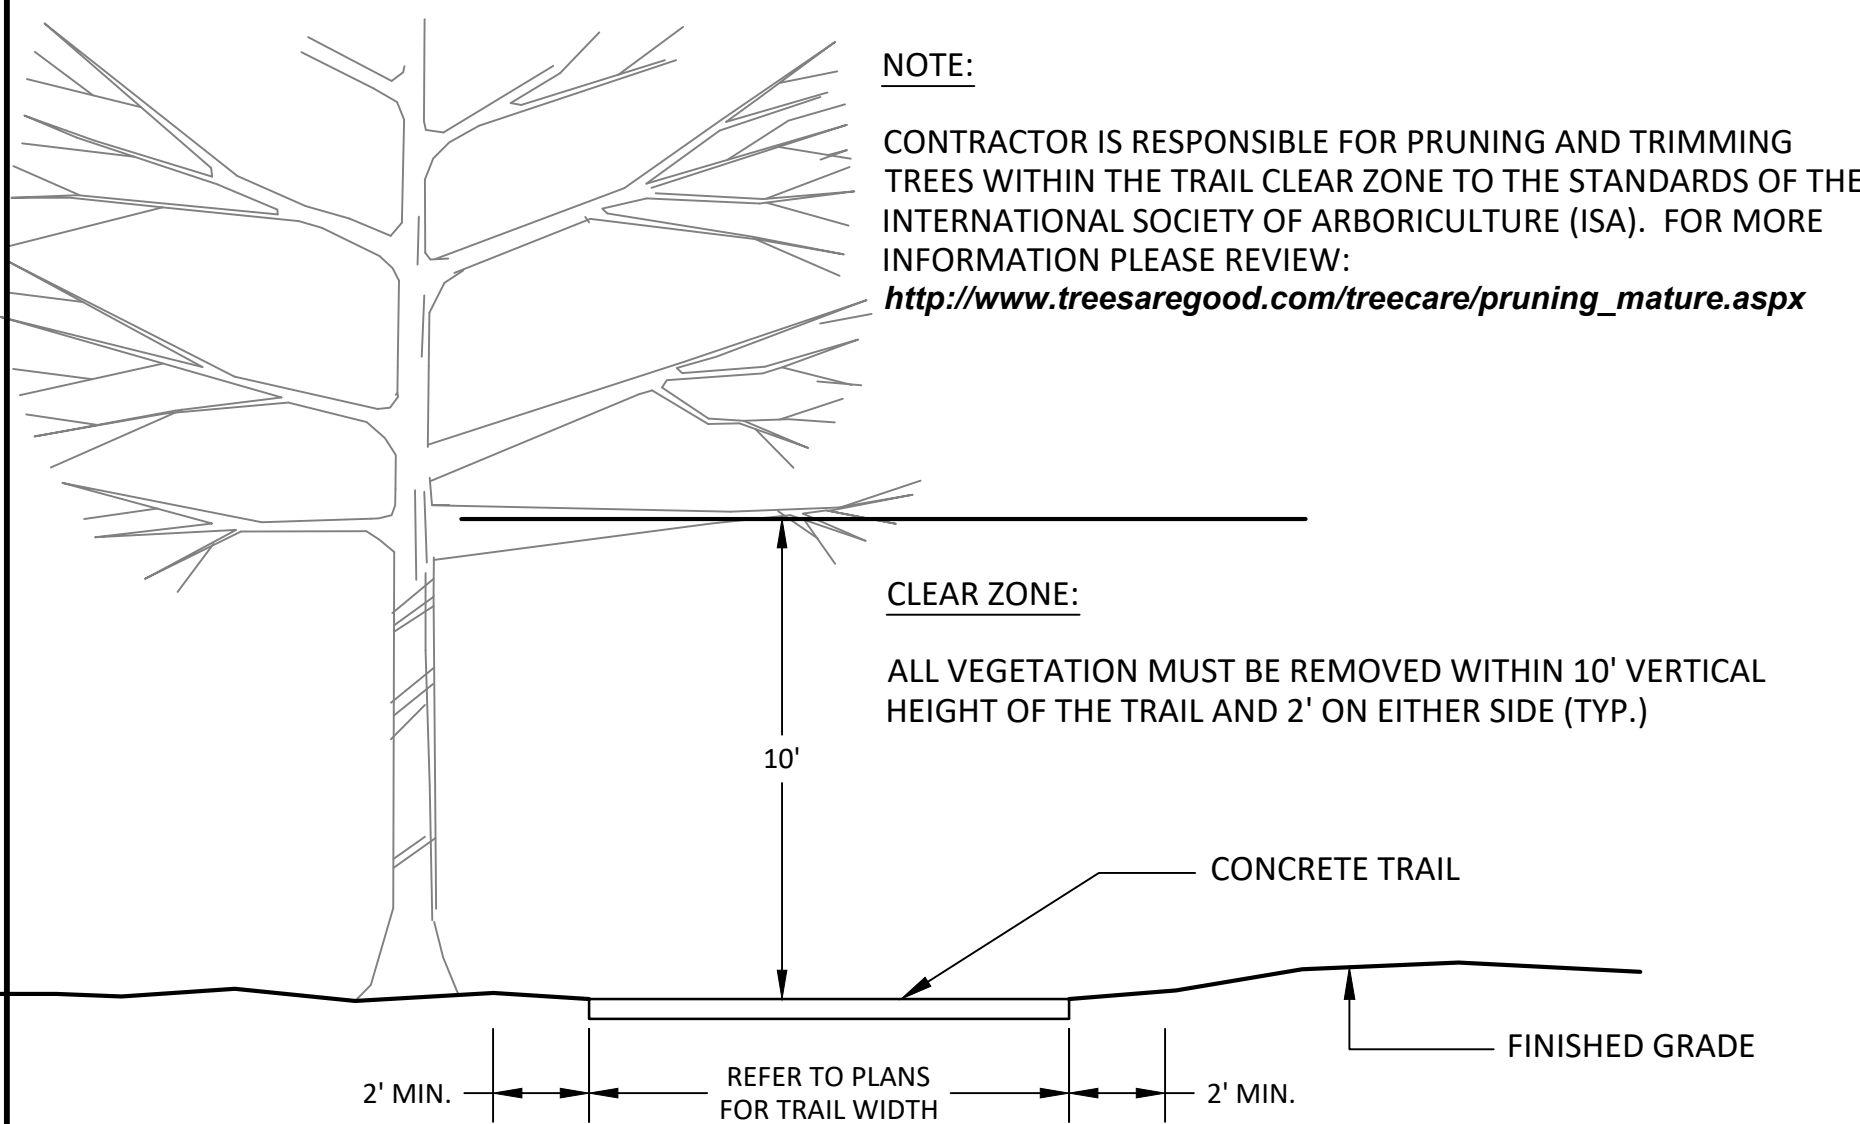 NOTE:
CONTRACTOR IS RESPONSIBLE FOR PRUNING AND TRIMMING
TREES WITHIN THE TRAIL CLEAR ZONE TO THE STANDARDS OF THE
INTERNATIONAL SOCIETY OF ARBORICULTURE (ISA).  FOR MORE
INFORMATION PLEASE REVIEW:
http://www.treesaregood.com/treecare/pruning_mature.aspx
CLEAR ZONE:
ALL VEGETATION MUST BE REMOVED WITHIN 10' VERTICAL
HEIGHT OF THE TRAIL AND 2' ON EITHER SIDE (TYP.)
10'
CONCRETE TRAIL
FINISHED GRADE
2' MIN.
REFER TO PLANS
FOR TRAIL WIDTH
2' MIN.